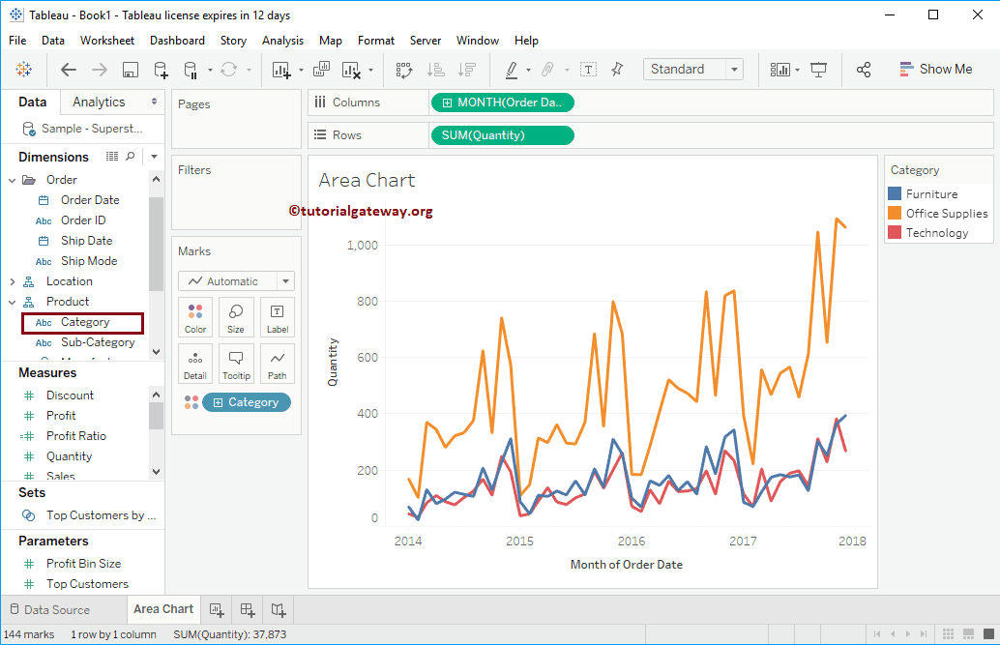 Tableau - Book1 - Tableau license expires in 12 days
File Data Worksheet Dashboard Story Analysis Map Format Server Window Help
Standard
Show Me
Data Analytics
Sample - Superst...
Dimensions
Order
Order Date
Abc Order ID
Ship Date
Abc Ship Mode
Location
Product
Abc Category
Abc Sub-Category
Measures
Discount
Profit
Profit Ratio
Quantity
Sales
Sets
Top Customers by ...
Parameters
Profit Bin Size
Top Customers
Pages
Filters
Marks
Automatic
Color Size Label
Detail Tooltip Path
Category
Columns MONTH(Order Da..
Rows SUM(Quantity)
Area Chart
©tutorialgateway.org
1,000
800
600
400
200
0
Quantity
2014 2015 2016 2017 2018
Month of Order Date
Category
Furniture
Office Supplies
Technology
Data Source Area Chart
144 marks 1 row by 1 column SUM(Quantity): 37,873